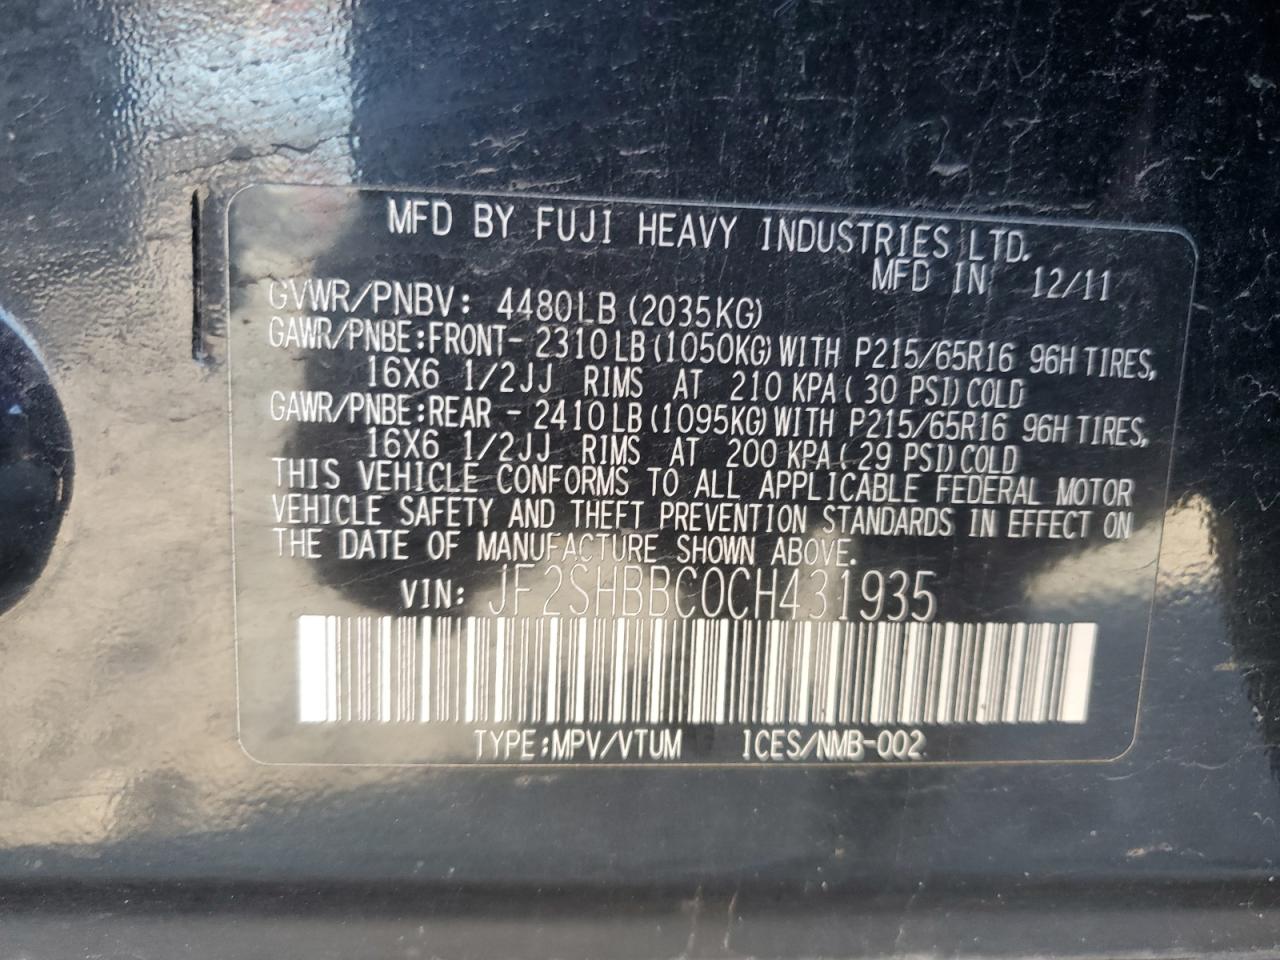 MFD BY FUJI HEAVY INDUSTRIES LTD.
MFD IN 12/11
GVWR/PNBV: 4480LB (2035KG)
GAWR/PNBE:FRONT- 2310 LB (1050KG) WITH P215/65R16 96H TIRES,
16X6 1/2JJ RIMS AT 210 KPA ( 30 PSI) COLD
GAWR/PNBE:REAR - 2410 LB (1095KG) WITH P215/65R16 96H TIRES,
16X6 1/2JJ RIMS AT 200 KPA ( 29 PSI) COLD
THIS VEHICLE CONFORMS TO ALL APPLICABLE FEDERAL MOTOR
VEHICLE SAFETY AND THEFT PREVENTION STANDARDS IN EFFECT ON
THE DATE OF MANUFACTURE SHOWN ABOVE.
VIN: JF2SHBBC0CH431935
TYPE:MPV/VTUM ICES/NMB-002